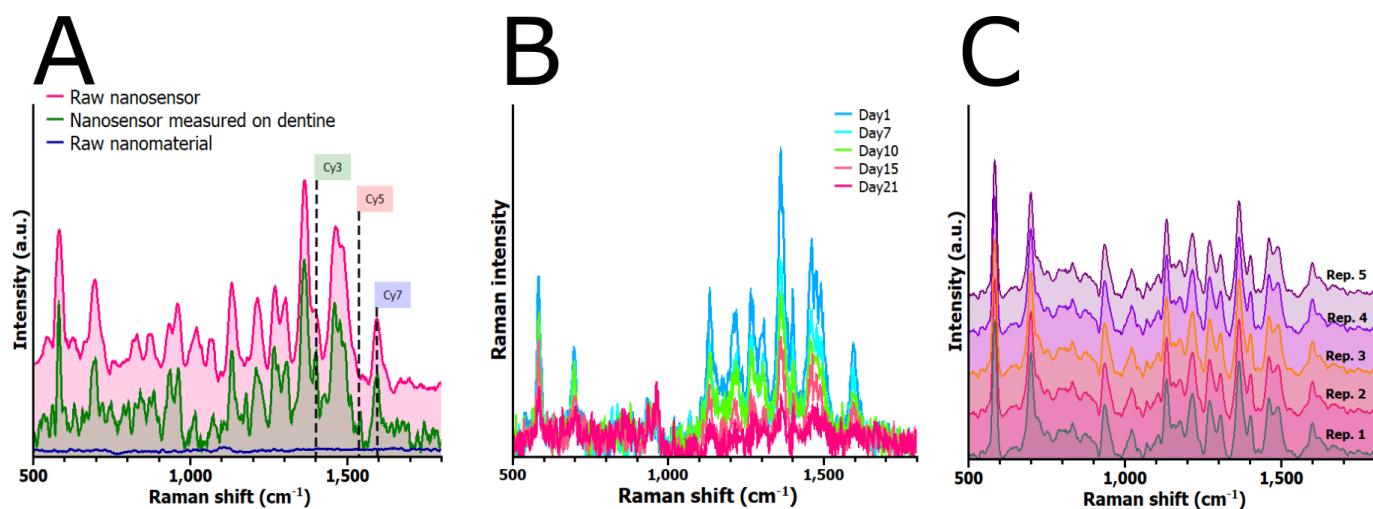 A
Raw nanosensor
Nanosensor measured on dentine
Raw nanomaterial
Cy3
Cy5
Cy7
Intensity (a.u.)
500
1,000
1,500
Raman shift (cm⁻¹)
B
Day1
Day7
Day10
Day15
Day21
Raman intensity
500
1,000
1,500
Raman shift (cm⁻¹)
C
Rep. 5
Rep. 4
Rep. 3
Rep. 2
Rep. 1
Intensity (a.u.)
500
1,000
1,500
Raman shift (cm⁻¹)